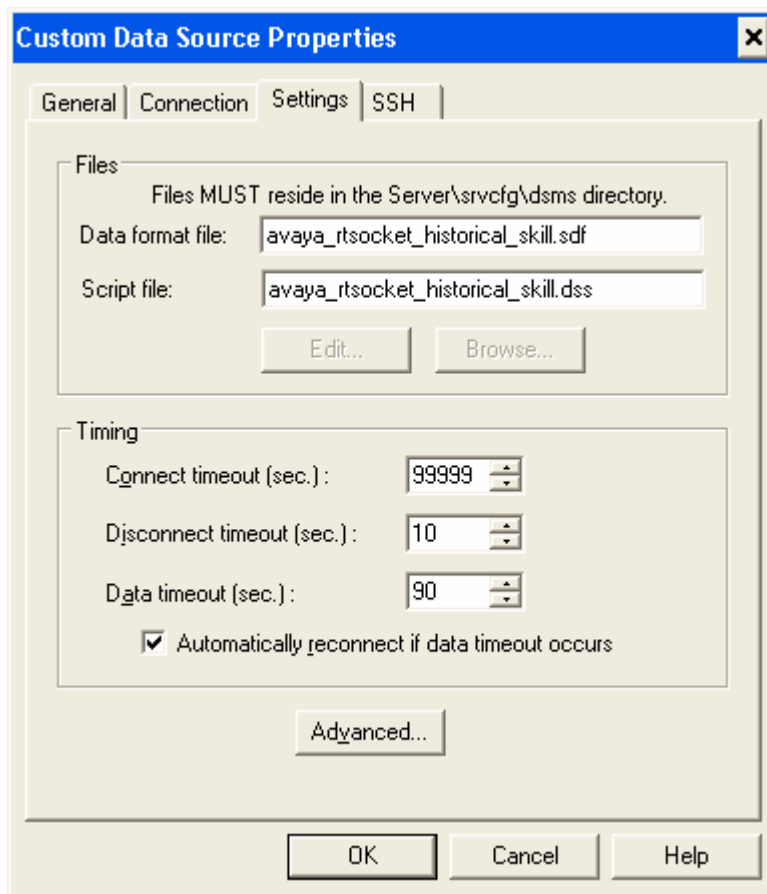 Custom Data Source Properties
General Connection Settings SSH
Files
Files MUST reside in the Server\srvcfg\dsms directory.
Data format file: avaya_rtsocket_historical_skill.sdf
Script file: avaya_rtsocket_historical_skill.dss
Edit... Browse...
Timing
Connect timeout (sec.) : 99999
Disconnect timeout (sec.) : 10
Data timeout (sec.) : 90
Automatically reconnect if data timeout occurs
Advanced...
OK Cancel Help